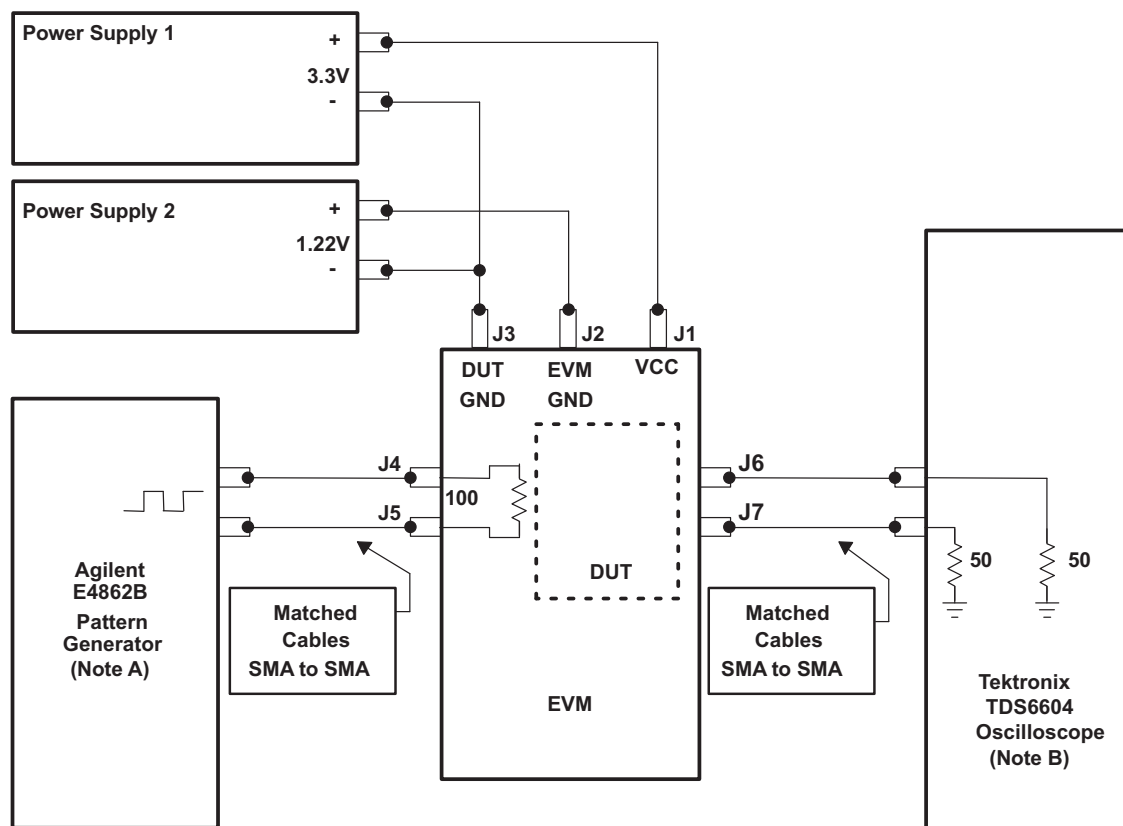 Power Supply 1
+
3.3V
-
Power Supply 2
+
1.22V
-
J3
J2
J1
DUT
GND
EVM
GND
VCC
J4
100
J5
J6
J7
DUT
EVM
50
50
Agilent
E4862B
Pattern
Generator
(Note A)
Matched
Cables
SMA to SMA
Matched
Cables
SMA to SMA
Tektronix
TDS6604
Oscilloscope
(Note B)